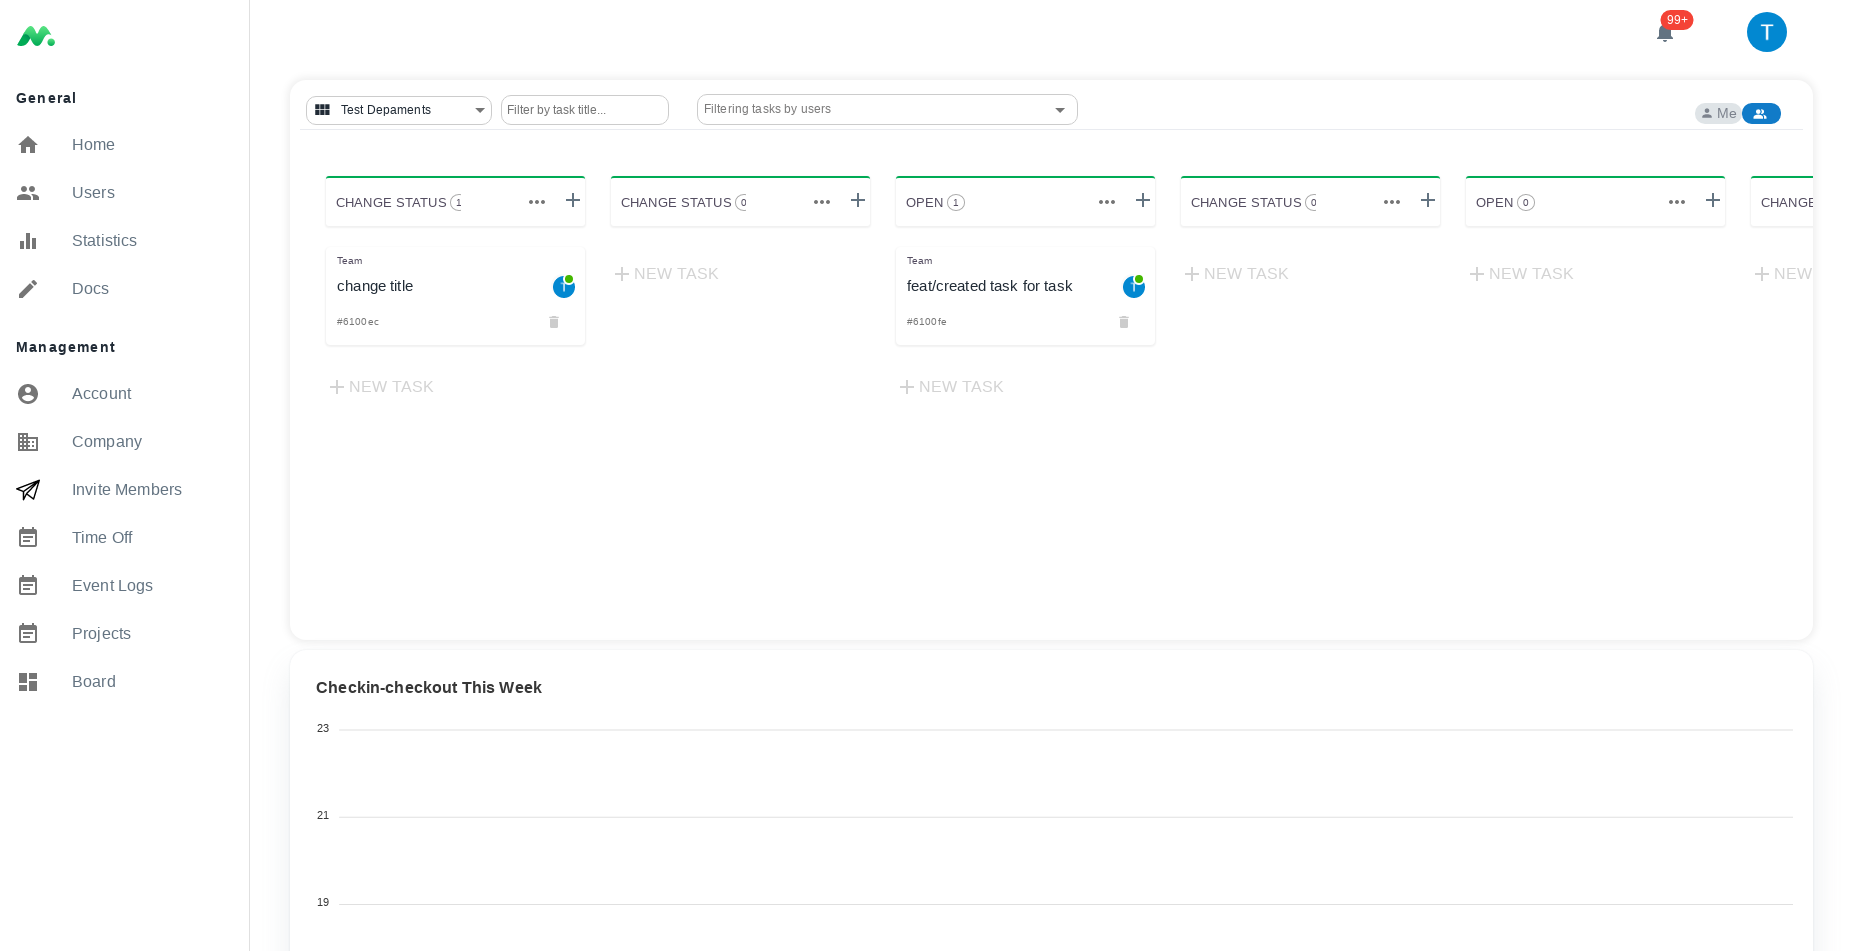 99+
T
General
Home
Users
Statistics
Docs
Management
Account
Company
Invite Members
Time Off
Event Logs
Projects
Board
Test Depaments
Filter by task title...
Filtering tasks by users
Me
CHANGE STATUS 1
CHANGE STATUS 0
OPEN 1
CHANGE STATUS 0
OPEN 0
CHANGE
Team
change title
T
#6100ec
NEW TASK
NEW TASK
Team
feat/created task for task
T
#6100fe
NEW TASK
NEW TASK
NEW TASK
NEW
Checkin-checkout This Week
23
21
19